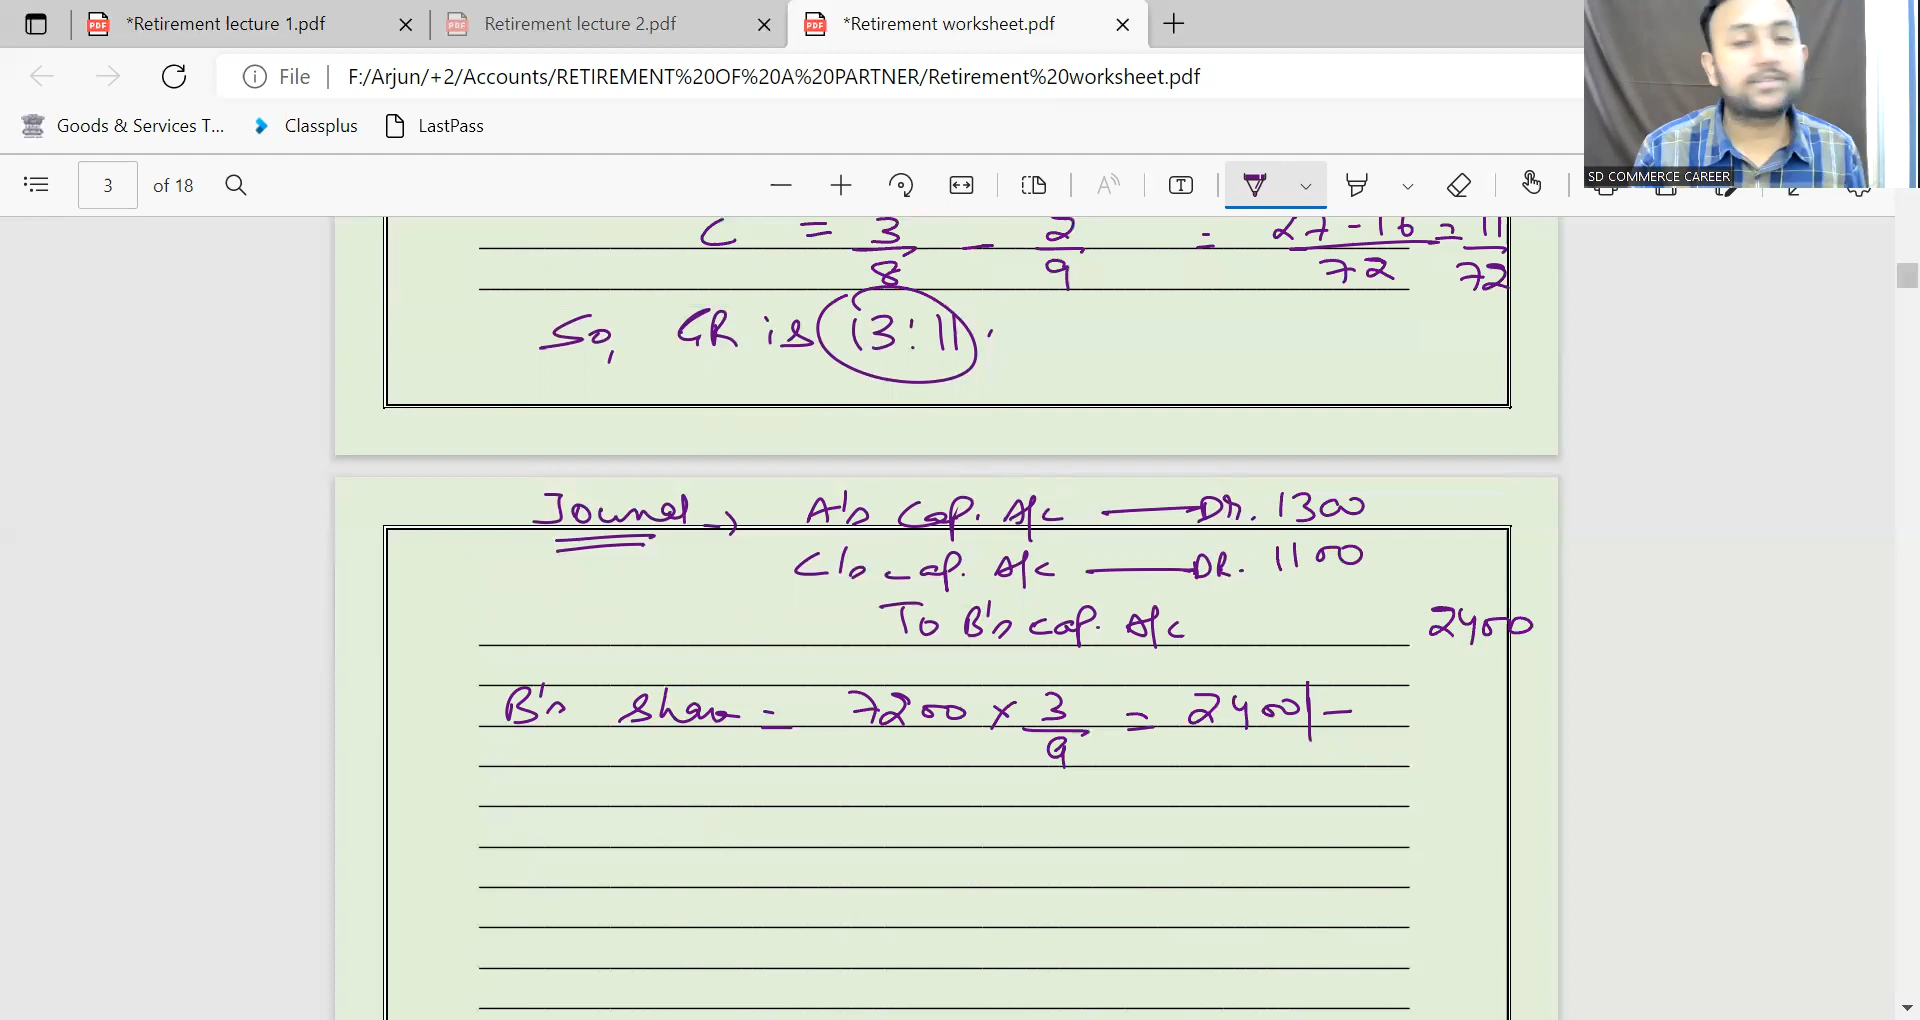 *Retirement lecture 1.pdf
Retirement lecture 2.pdf
*Retirement worksheet.pdf
File
F:/Arjun/+2/Accounts/RETIREMENT%20OF%20A%20PARTNER/Retirement%20worksheet.pdf
Goods & Services T...
Classplus
LastPass
SD COMMERCE CAREER
3 of 18
C = 3/8 - 2/9 = 27-16/72 = 11/72
So, GR is 13:11.
Journal → A's Cap. A/c — Dr. 1300
C's cap. A/c — DR. 1100
To B's cap. A/c 2400
B's share = 7200 × 3/9 = 2400/-